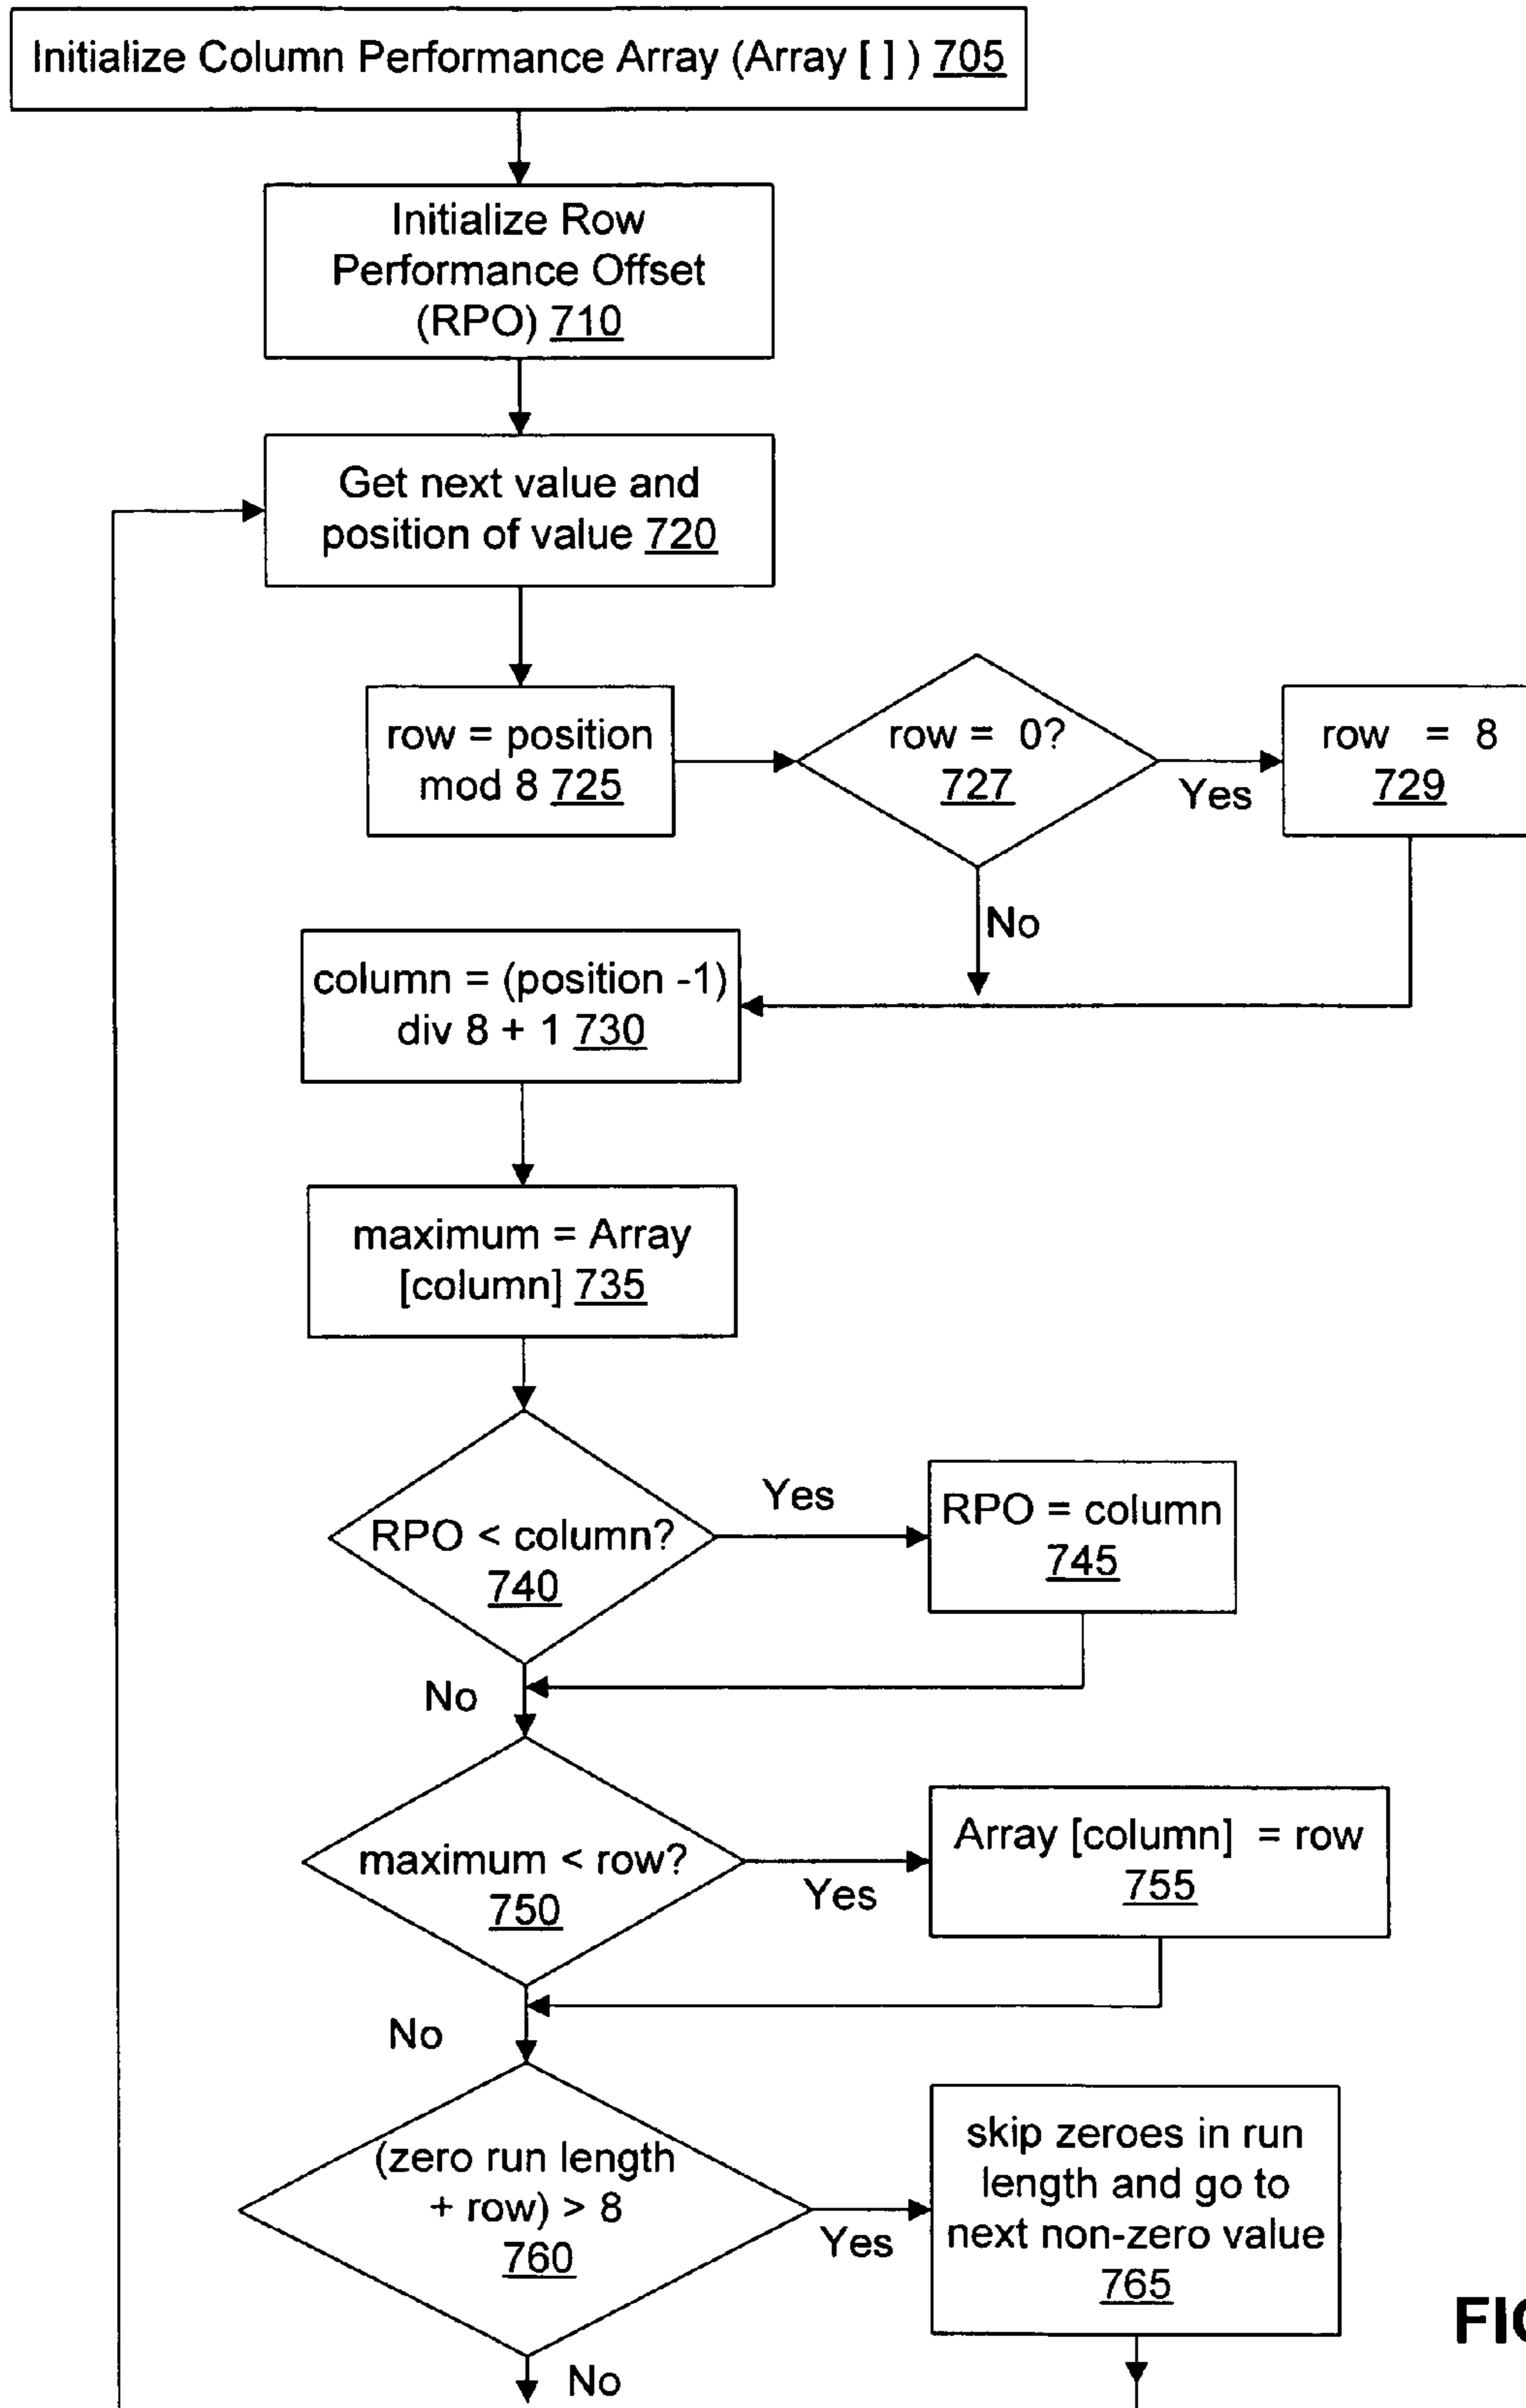 Initialize Column Performance Array (Array [ ] ) 705
Initialize Row
Performance Offset
(RPO) 710
Get next value and
position of value 720
row = position
mod 8 725
row = 0?
727
Yes
row = 8
729
No
column = (position -1)
div 8 + 1 730
maximum = Array
[column] 735
RPO < column?
740
Yes
RPO = column
745
No
maximum < row?
750
Yes
Array [column] = row
755
No
(zero run length
+ row) > 8
760
Yes
skip zeroes in run
length and go to
next non-zero value
765
No